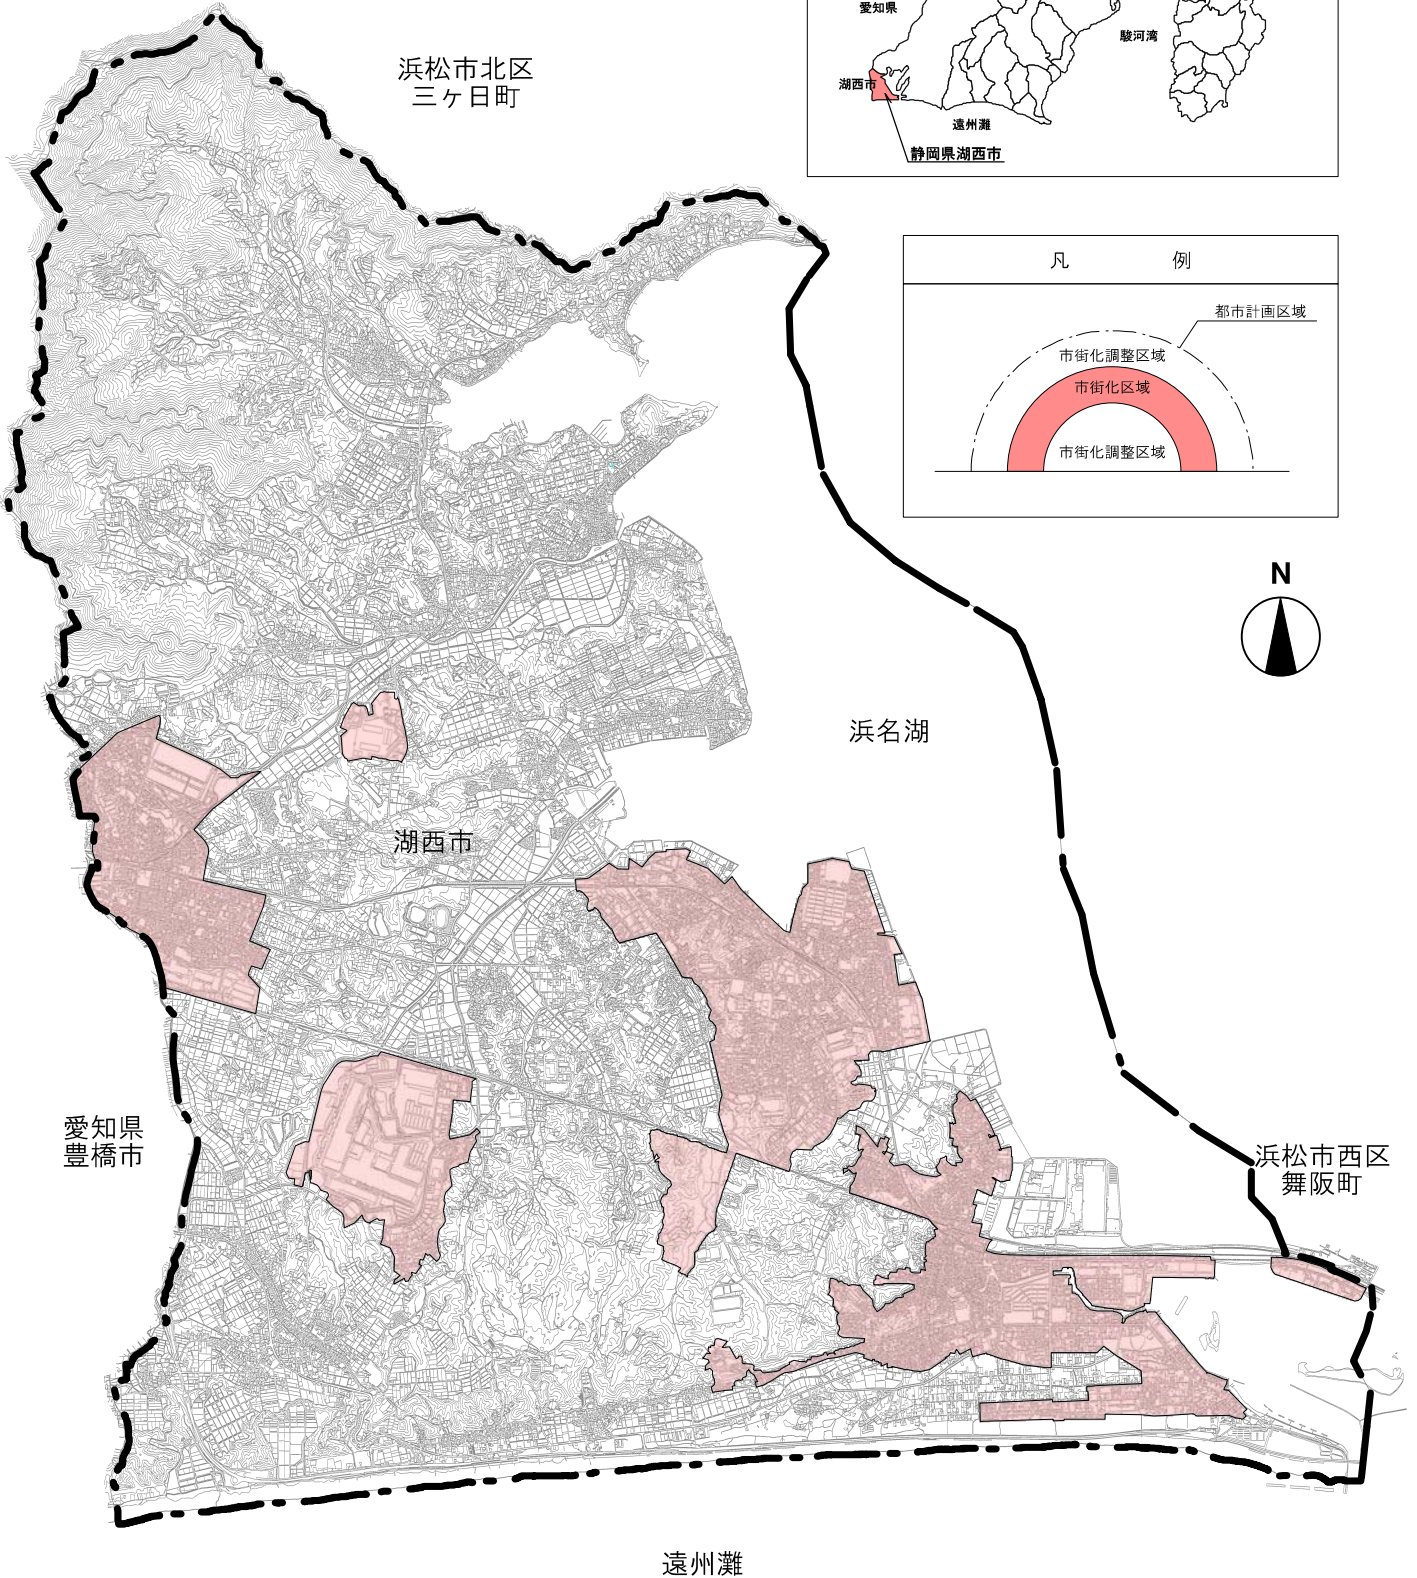 愛知県
駿河湾
湖西市
遠州灘
静岡県湖西市
浜松市北区
三ヶ日町
凡 例
都市計画区域
市街化調整区域
市街化区域
市街化調整区域
N
浜名湖
湖西市
愛知県
豊橋市
浜松市西区
舞阪町
遠州灘